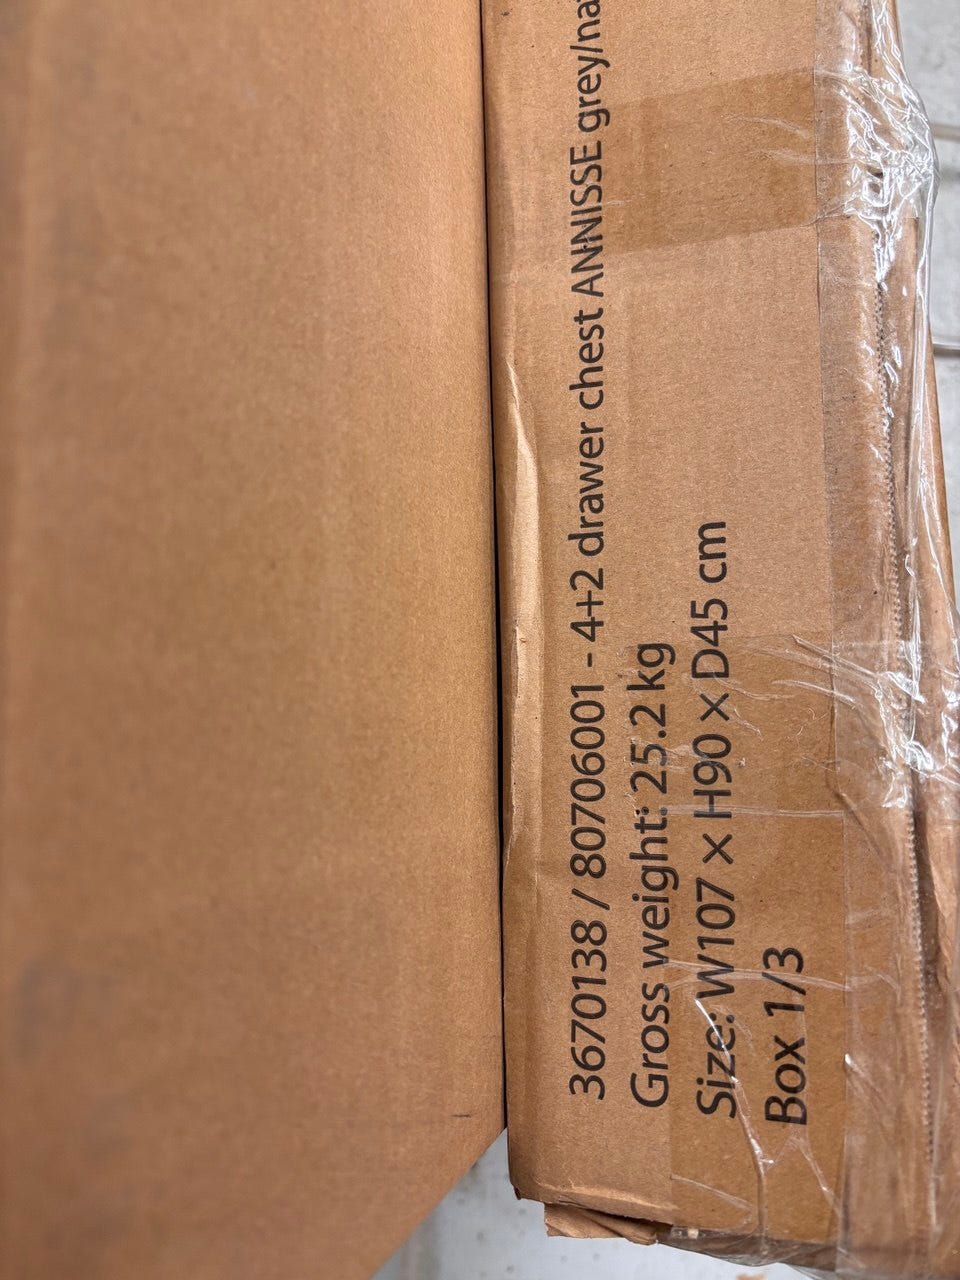 3670138 / 80706001 - 4+2 drawer chest ANNISSE grey/na
Gross weight: 25.2 kg
Size: W107 × H90 × D45 cm
Box 1/3